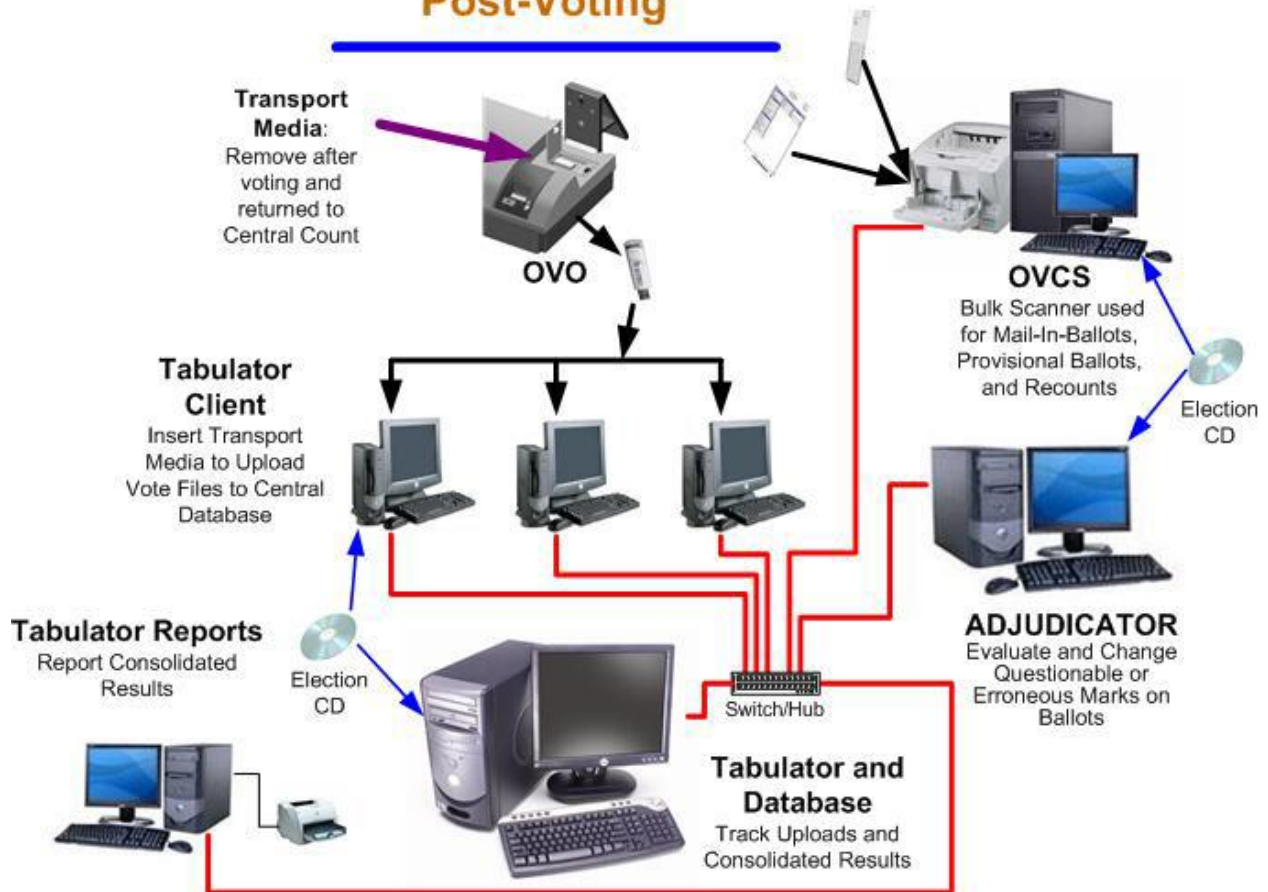 Post-Voting
Transport
Media:
Remove after
voting and
returned to
Central Count
OVO
OVCS
Bulk Scanner used
for Mail-In-Ballots,
Provisional Ballots,
and Recounts
Election
CD
Tabulator
Client
Insert Transport
Media to Upload
Vote Files to Central
Database
ADJUDICATOR
Evaluate and Change
Questionable or
Erroneous Marks on
Ballots
Tabulator Reports
Report Consolidated
Results
Election
CD
Switch/Hub
Tabulator and
Database
Track Uploads and
Consolidated Results